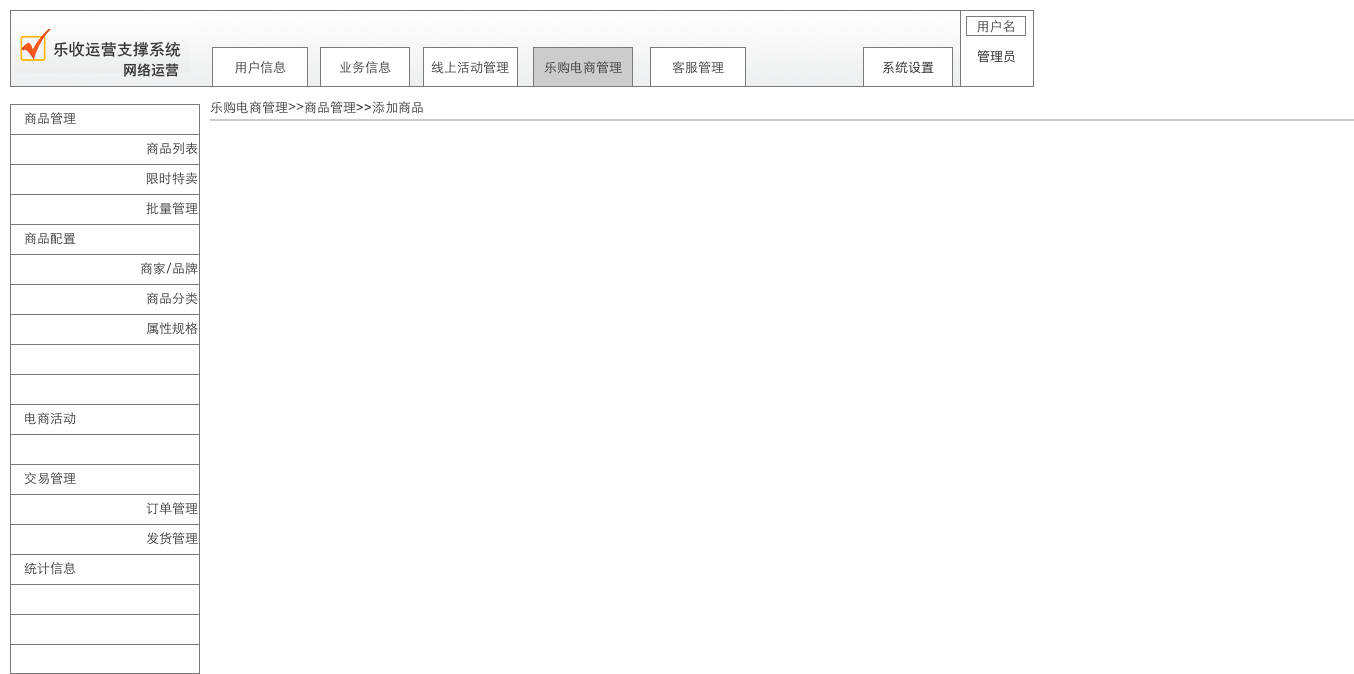 乐收运营支撑系统
网络运营
用户信息
业务信息
线上活动管理
乐购电商管理
客服管理
系统设置
用户名
管理员
乐购电商管理>>商品管理>>添加商品
商品管理
商品列表
限时特卖
批量管理
商品配置
商家/品牌
商品分类
属性规格
电商活动
交易管理
订单管理
发货管理
统计信息